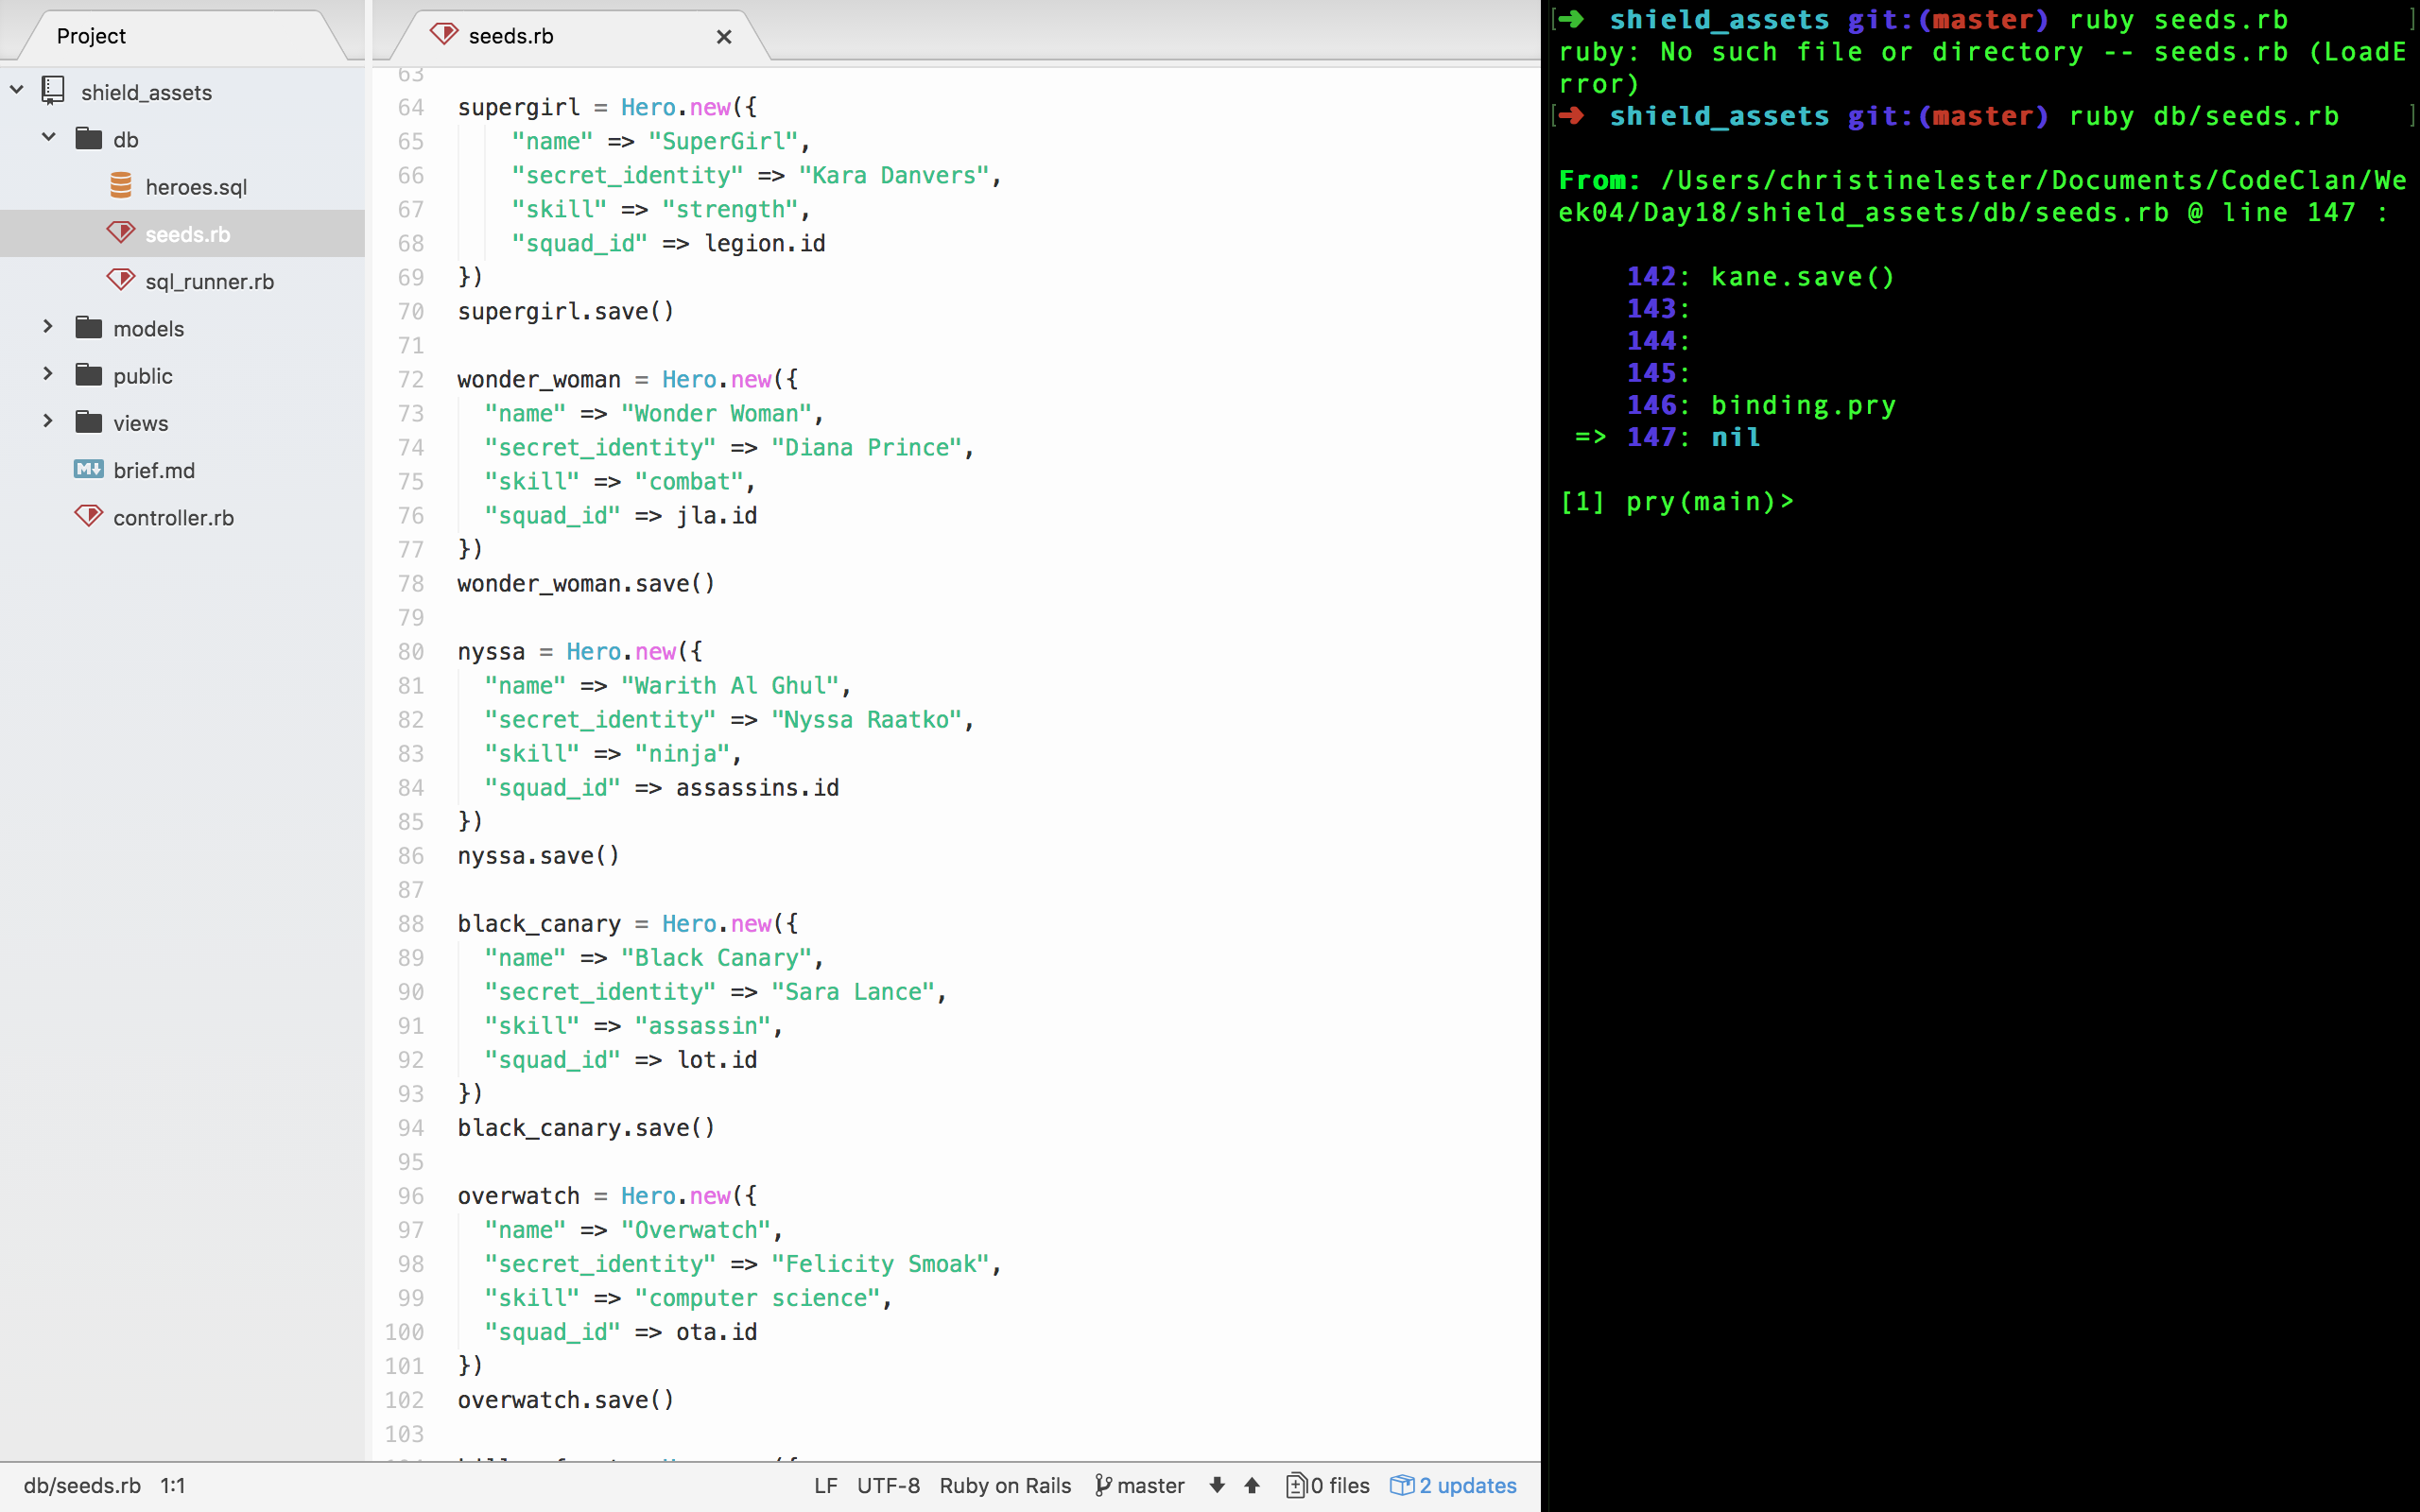 Project
shield_assets
db
heroes.sql
seeds.rb
sql_runner.rb
models
public
views
brief.md
controller.rb
seeds.rb
63
64 supergirl = Hero.new({
65 "name" => "SuperGirl",
66 "secret_identity" => "Kara Danvers",
67 "skill" => "strength",
68 "squad_id" => legion.id
69 })
70 supergirl.save()
71
72 wonder_woman = Hero.new({
73 "name" => "Wonder Woman",
74 "secret_identity" => "Diana Prince",
75 "skill" => "combat",
76 "squad_id" => jla.id
77 })
78 wonder_woman.save()
79
80 nyssa = Hero.new({
81 "name" => "Warith Al Ghul",
82 "secret_identity" => "Nyssa Raatko",
83 "skill" => "ninja",
84 "squad_id" => assassins.id
85 })
86 nyssa.save()
87
88 black_canary = Hero.new({
89 "name" => "Black Canary",
90 "secret_identity" => "Sara Lance",
91 "skill" => "assassin",
92 "squad_id" => lot.id
93 })
94 black_canary.save()
95
96 overwatch = Hero.new({
97 "name" => "Overwatch",
98 "secret_identity" => "Felicity Smoak",
99 "skill" => "computer science",
100 "squad_id" => ota.id
101 })
102 overwatch.save()
103
db/seeds.rb 1:1
LF UTF-8 Ruby on Rails master 0 files 2 updates
[➜ shield_assets git:(master) ruby seeds.rb ]
ruby: No such file or directory -- seeds.rb (LoadE
rror)
[➜ shield_assets git:(master) ruby db/seeds.rb ]
From: /Users/christinelester/Documents/CodeClan/We
ek04/Day18/shield_assets/db/seeds.rb @ line 147 :
142: kane.save()
143:
144:
145:
146: binding.pry
=> 147: nil
[1] pry(main)>